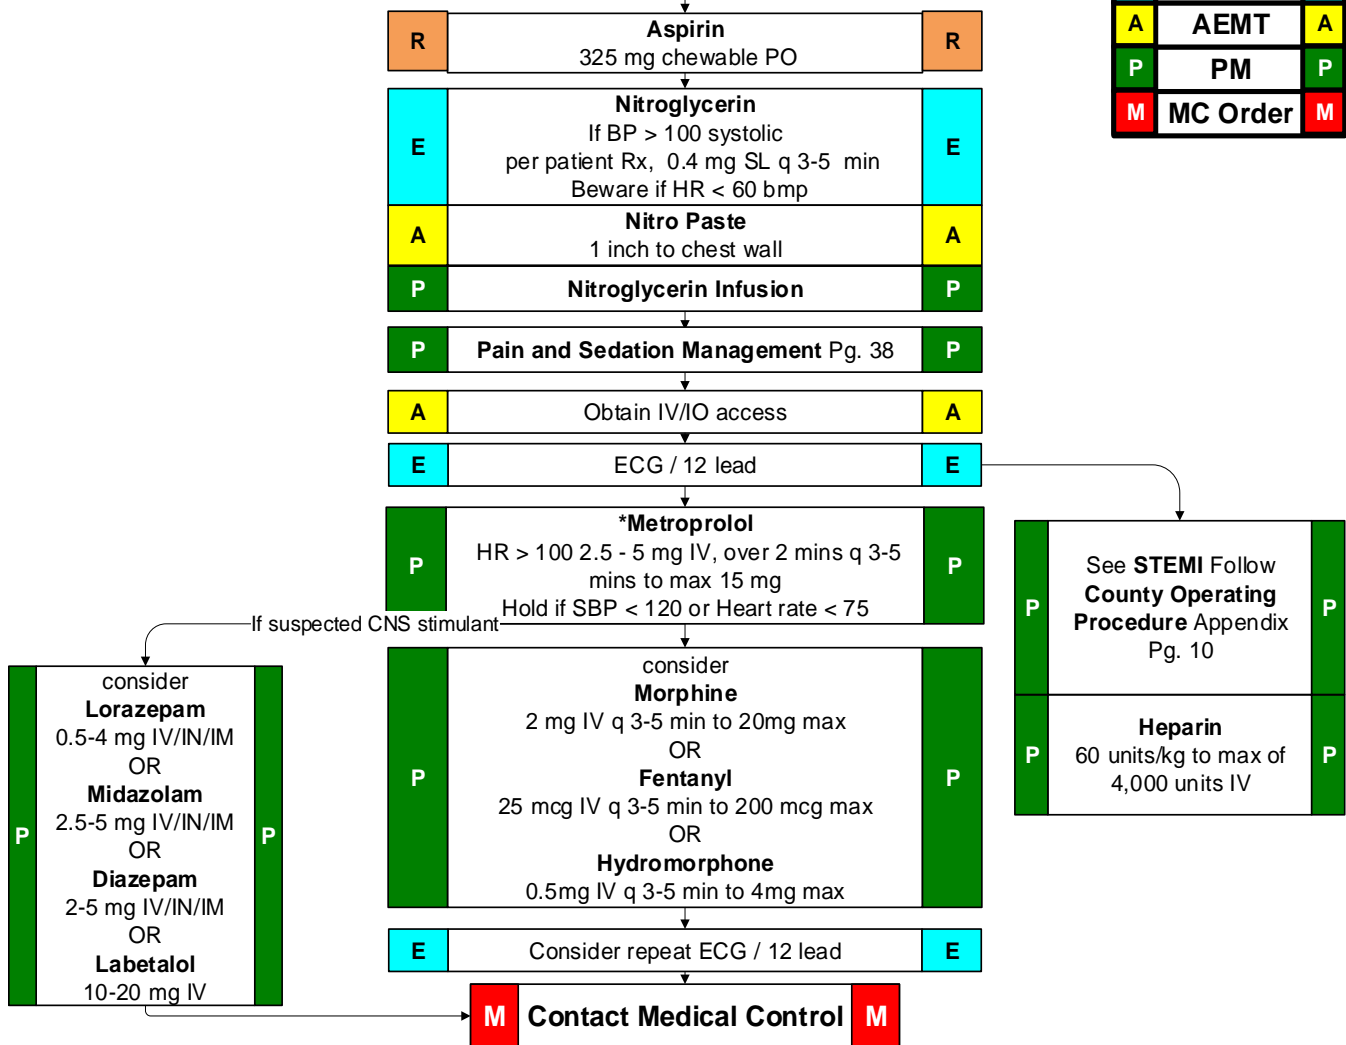 R
Aspirin
325 mg chewable PO
R
A
AEMT
A
P
PM
P
M
MC Order
M
E
Nitroglycerin
If BP > 100 systolic
per patient Rx, 0.4 mg SL q 3-5 min
Beware if HR < 60 bmp
E
A
Nitro Paste
1 inch to chest wall
A
P
Nitroglycerin Infusion
P
P
Pain and Sedation Management Pg. 38
P
A
Obtain IV/IO access
A
E
ECG / 12 lead
E
P
*Metroprolol
HR > 100 2.5 - 5 mg IV, over 2 mins q 3-5
mins to max 15 mg
Hold if SBP < 120 or Heart rate < 75
P
P
See STEMI Follow
County Operating
Procedure Appendix
Pg. 10
P
P
Heparin
60 units/kg to max of
4,000 units IV
P
If suspected CNS stimulant
P
consider
Lorazepam
0.5-4 mg IV/IN/IM
OR
Midazolam
2.5-5 mg IV/IN/IM
OR
Diazepam
2-5 mg IV/IN/IM
OR
Labetalol
10-20 mg IV
P
P
consider
Morphine
2 mg IV q 3-5 min to 20mg max
OR
Fentanyl
25 mcg IV q 3-5 min to 200 mcg max
OR
Hydromorphone
0.5mg IV q 3-5 min to 4mg max
P
E
Consider repeat ECG / 12 lead
E
M
Contact Medical Control
M